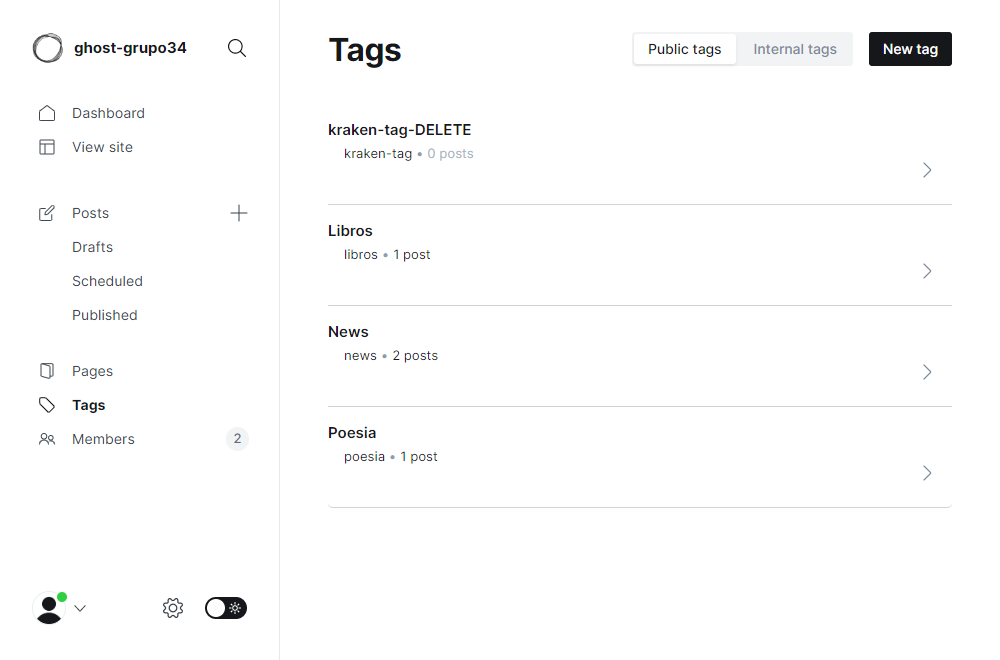 ghost-grupo34
Dashboard
View site
Posts
Drafts
Scheduled
Published
Pages
Tags
Members 2
Tags
Public tags Internal tags New tag
kraken-tag-DELETE
kraken-tag • 0 posts
Libros
libros • 1 post
News
news • 2 posts
Poesia
poesia • 1 post